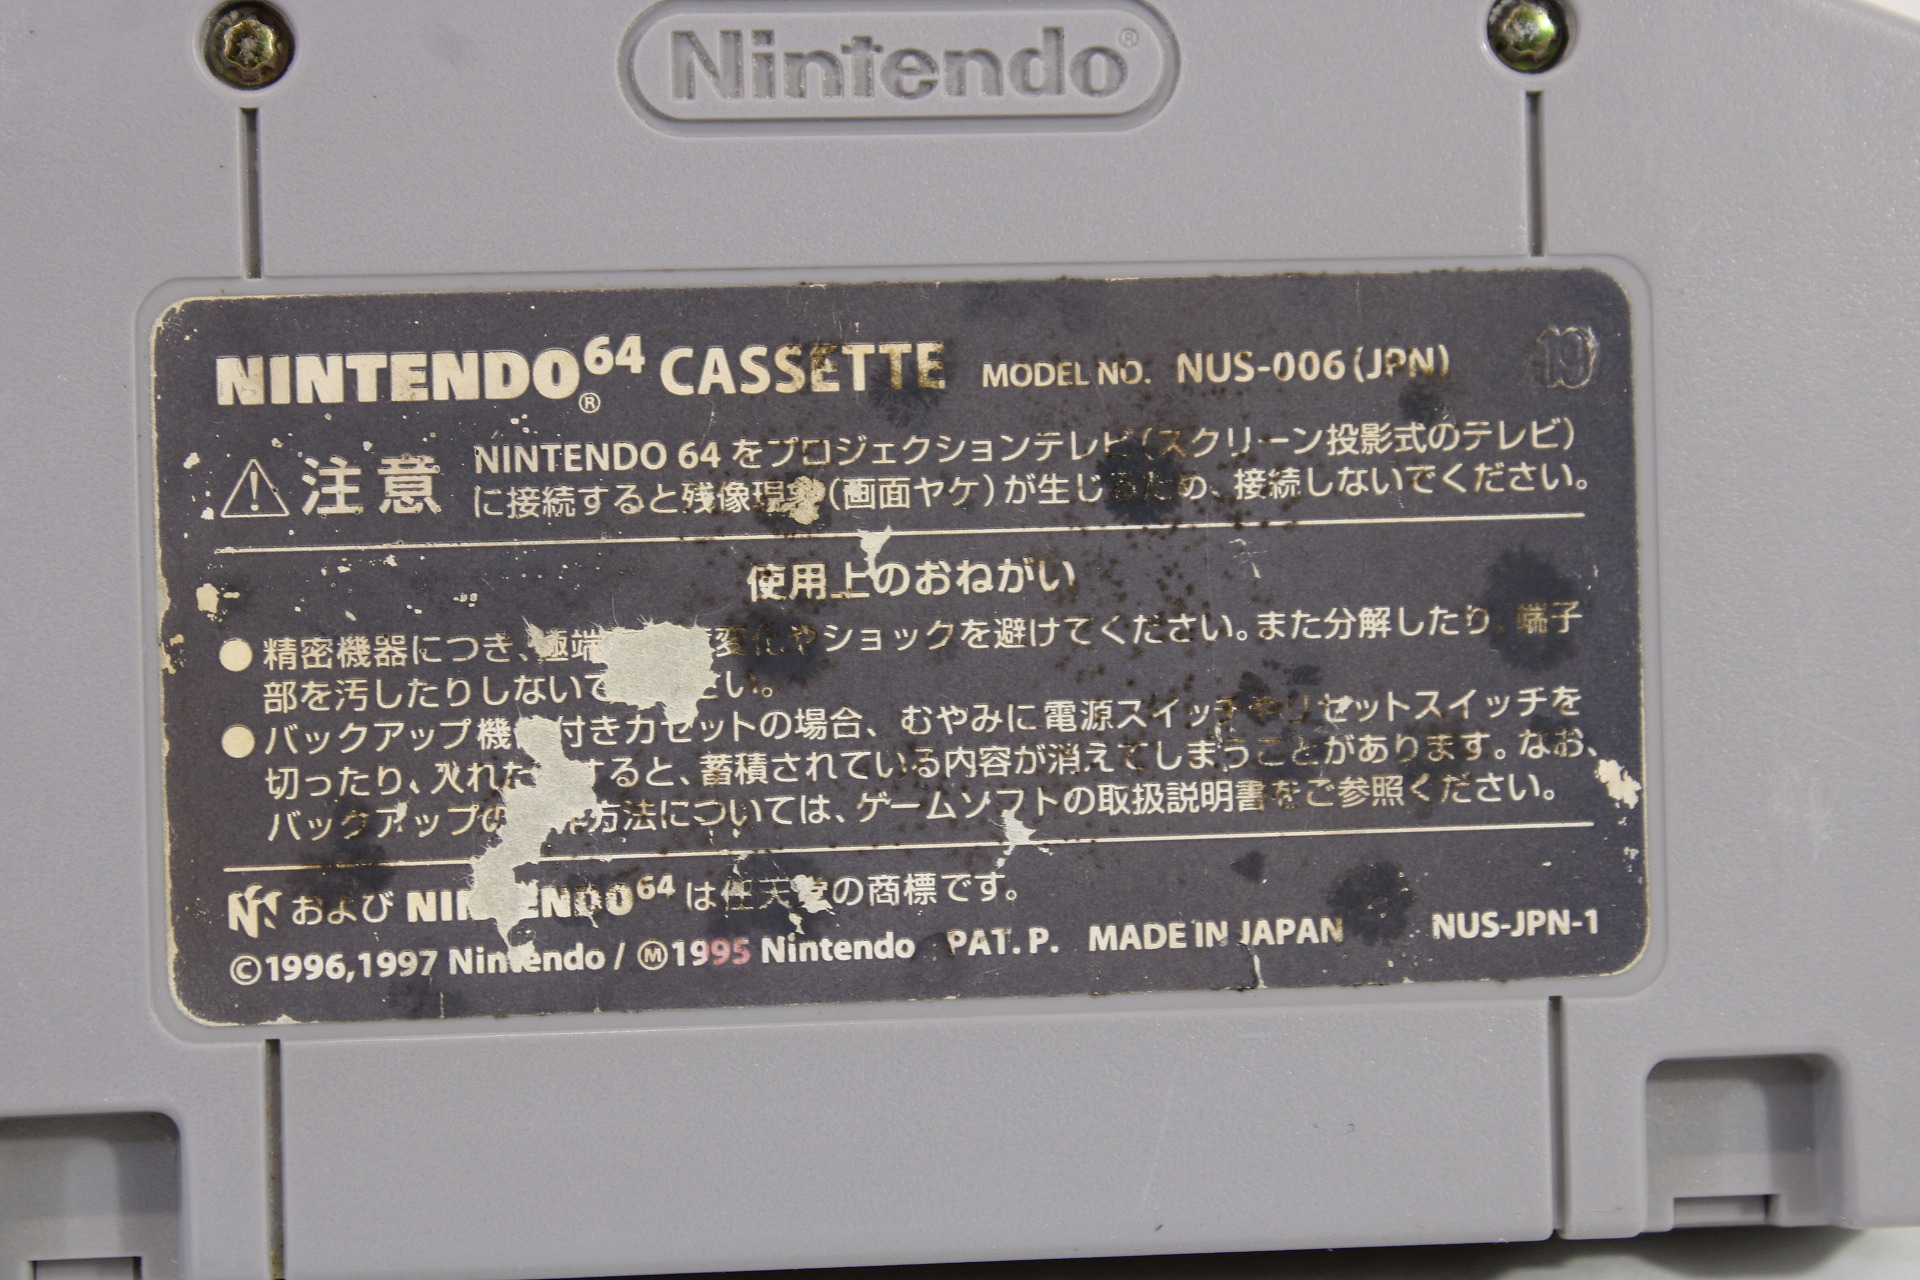 Nintendo®
NINTENDO 64® CASSETTE MODEL NO. NUS-006 (JPN) 19
注意 NINTENDO 64 をプロジェクションテレビ(スクリーン投影式のテレビ)
に接続すると残像現象(画面ヤケ)が生じるため、接続しないでください。
使用上のおねがい
●精密機器につき、極端 変化やショックを避けてください。また分解したり、端子
部を汚したりしないで さい。
●バックアップ機 付きカセットの場合、むやみに電源スイッチやリセットスイッチを
切ったり、入れた すると、蓄積されている内容が消えてしまうことがあります。なお、
バックアップの 方法については、ゲームソフトの取扱説明書をご参照ください。
および NINTENDO64 は任天堂の商標です。
©1996,1997 Nintendo / Ⓜ1995 Nintendo PAT. P. MADE IN JAPAN NUS-JPN-1